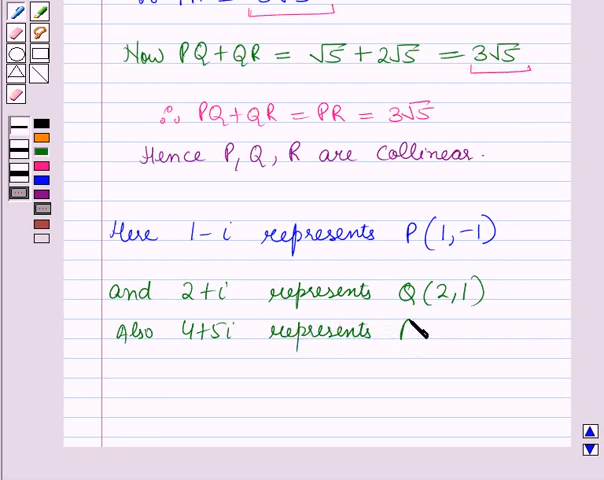 Now PQ + QR = √5 + 2√5 = 3√5
∴ PQ + QR = PR = 3√5
Hence P, Q, R are collinear.
Here 1 - i represents P(1, -1)
and 2 + i represents Q(2, 1)
Also 4 + 5i represents